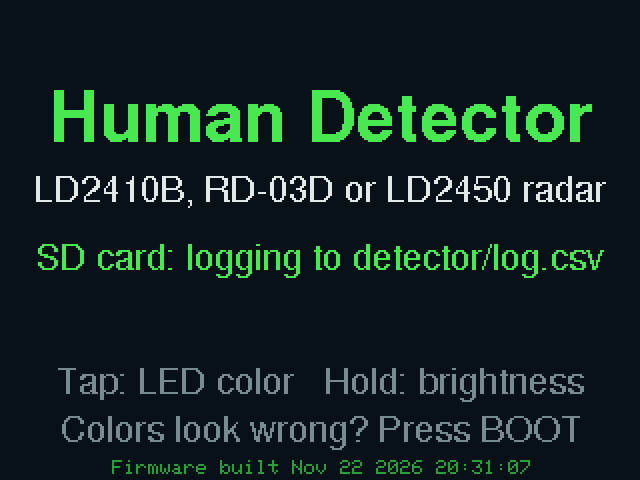 Human Detector
LD2410B, RD-03D or LD2450 radar
SD card: logging to detector/log.csv
Tap: LED color   Hold: brightness
Colors look wrong? Press BOOT
Firmware built Nov 22 2026 20:31:07